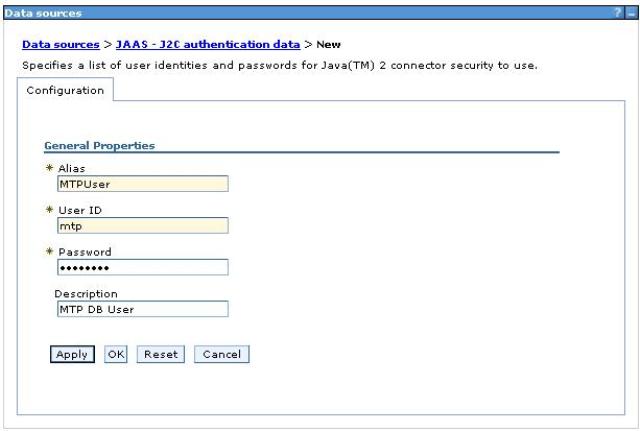 Data sources ? _
Data sources > JAAS - J2C authentication data > New
Specifies a list of user identities and passwords for Java(TM) 2 connector security to use.
Configuration
General Properties
* Alias
MTPUser
* User ID
mtp
* Password
••••••••
Description
MTP DB User
Apply OK Reset Cancel